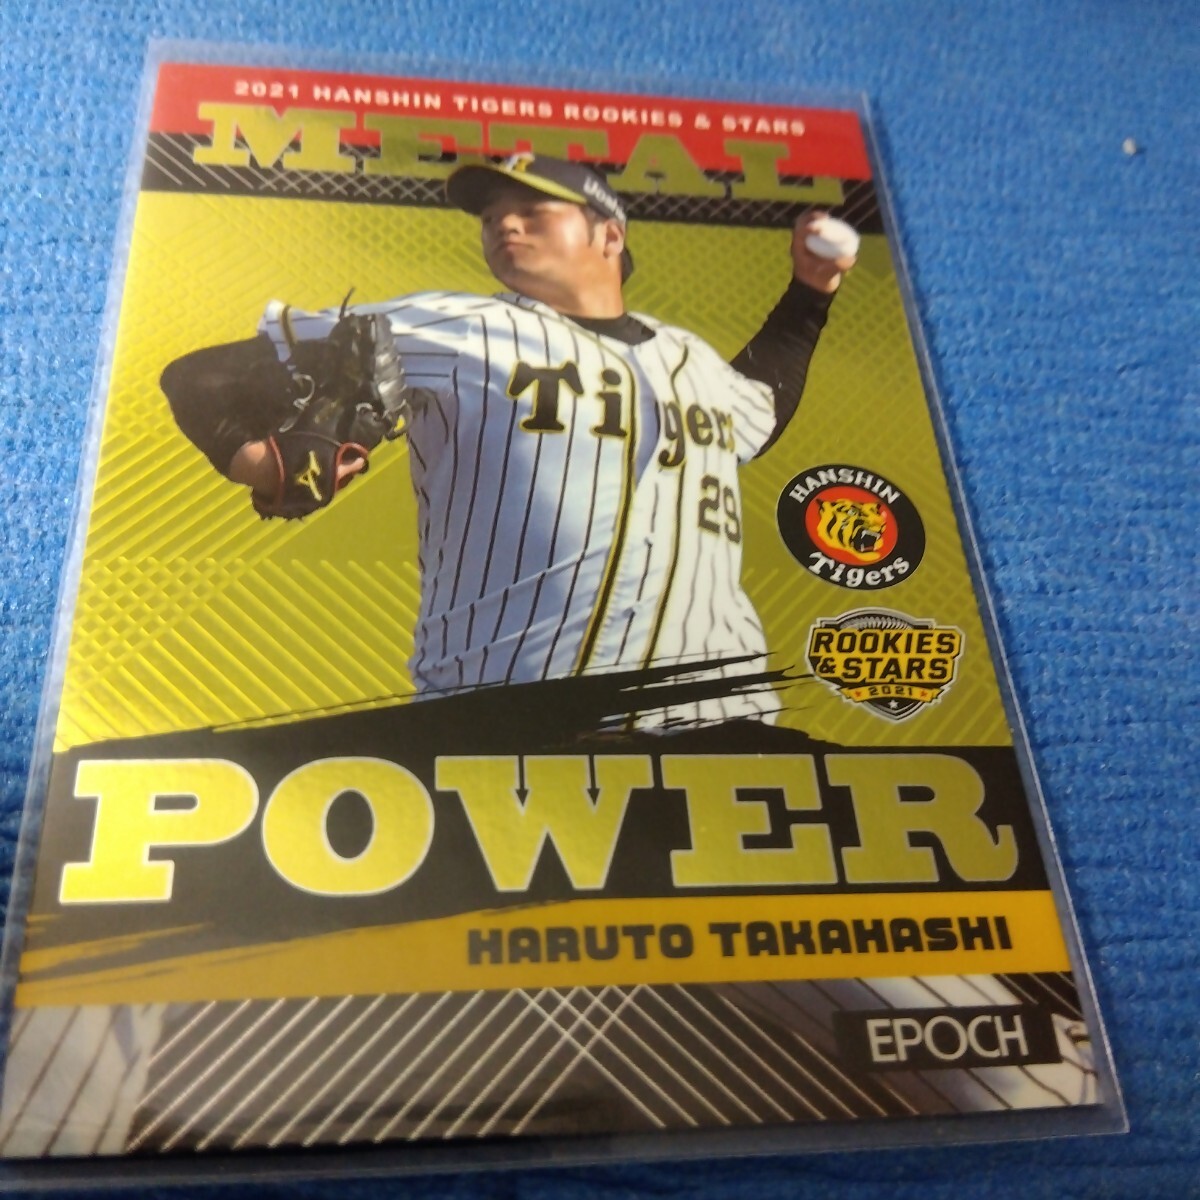 2021 HANSHIN TIGERS ROOKIES & STARS
METAL
Tigers
29
HANSHIN
Tigers
ROOKIES
& STARS
2021
POWER
HARUTO TAKAHASHI
EPOCH